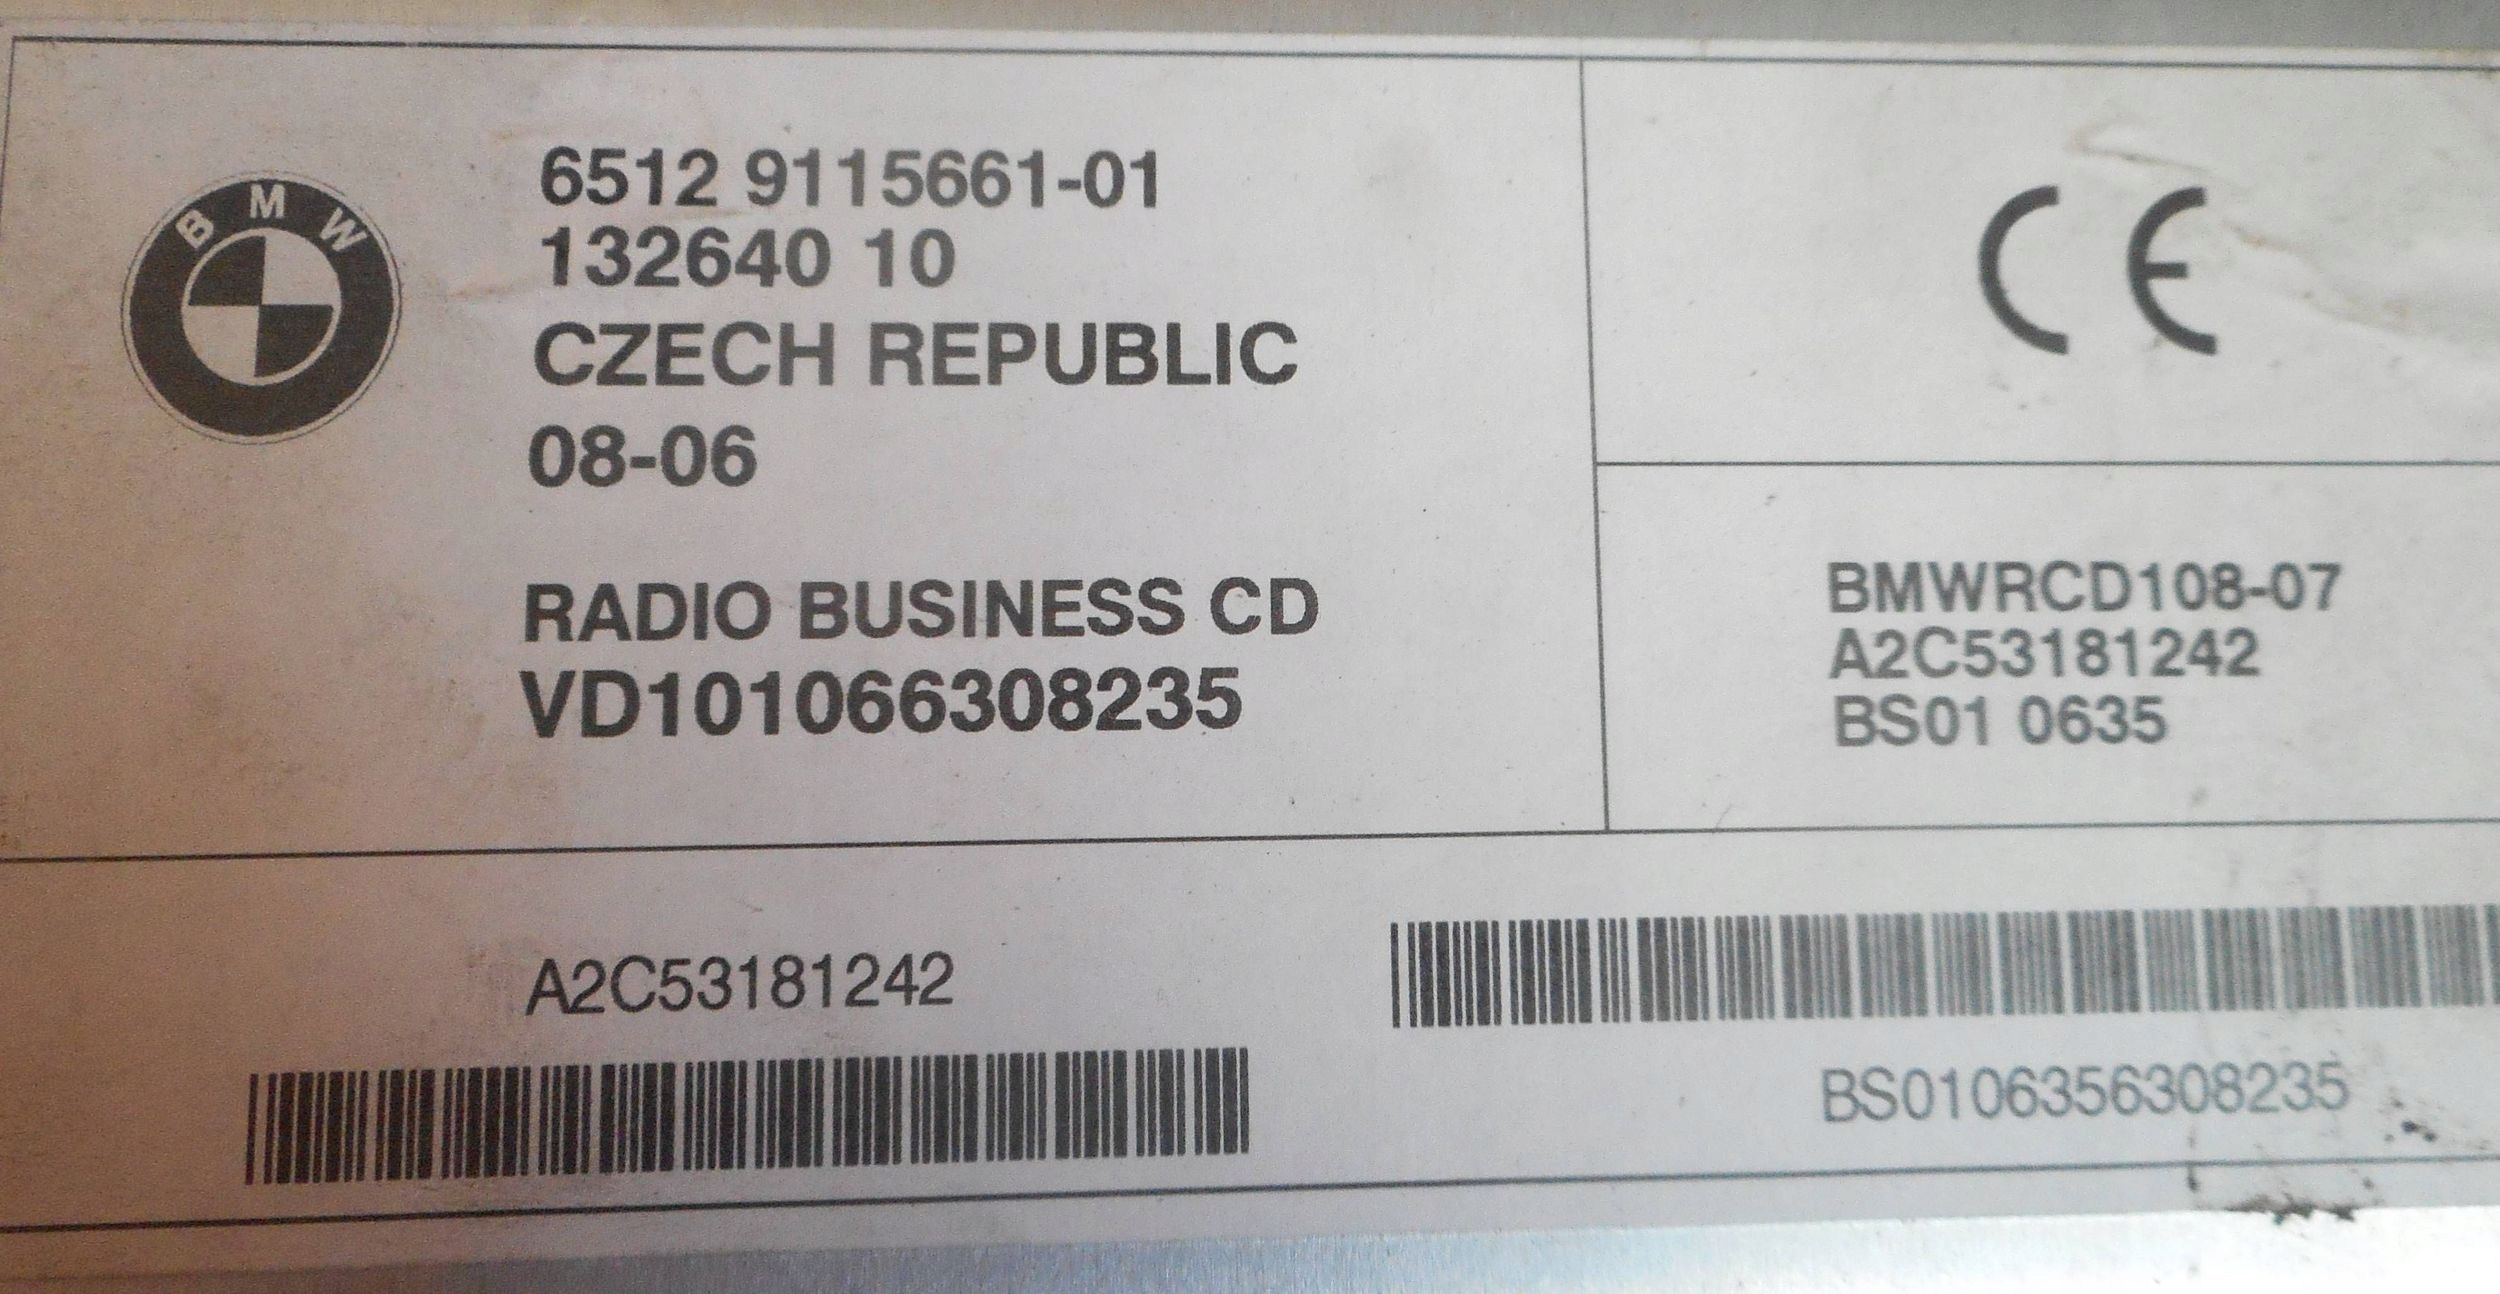 BMW
6512 9115661-01
132640 10
CZECH REPUBLIC
08-06
RADIO BUSINESS CD
VD101066308235
CE
BMWRCD108-07
A2C53181242
BS01 0635
A2C53181242
BS0106356308235